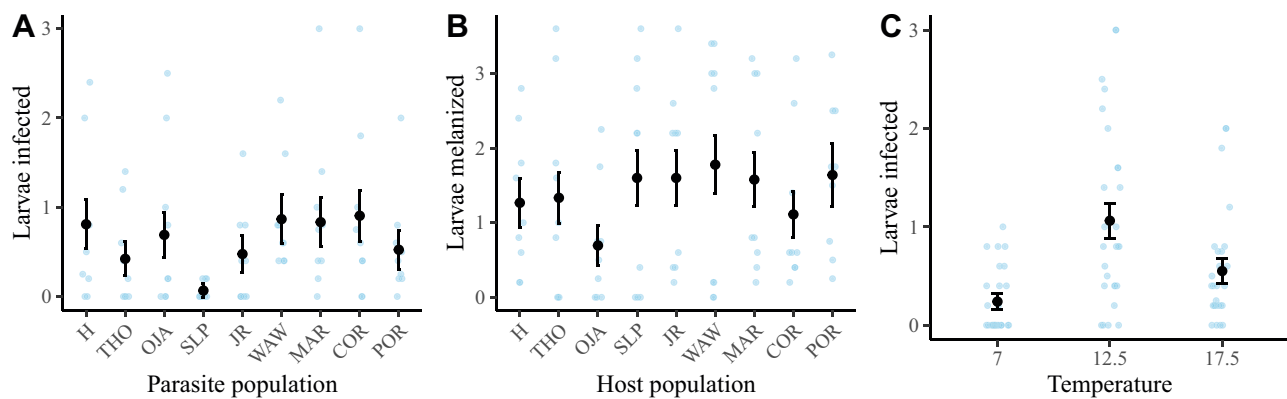 A
Larvae infected
3
2
1
0
H THO OJA SLP JR WAW MAR COR POR
Parasite population
B
Larvae melanized
3
2
1
0
H THO OJA SLP JR WAW MAR COR POR
Host population
C
Larvae infected
3
2
1
0
7 12.5 17.5
Temperature